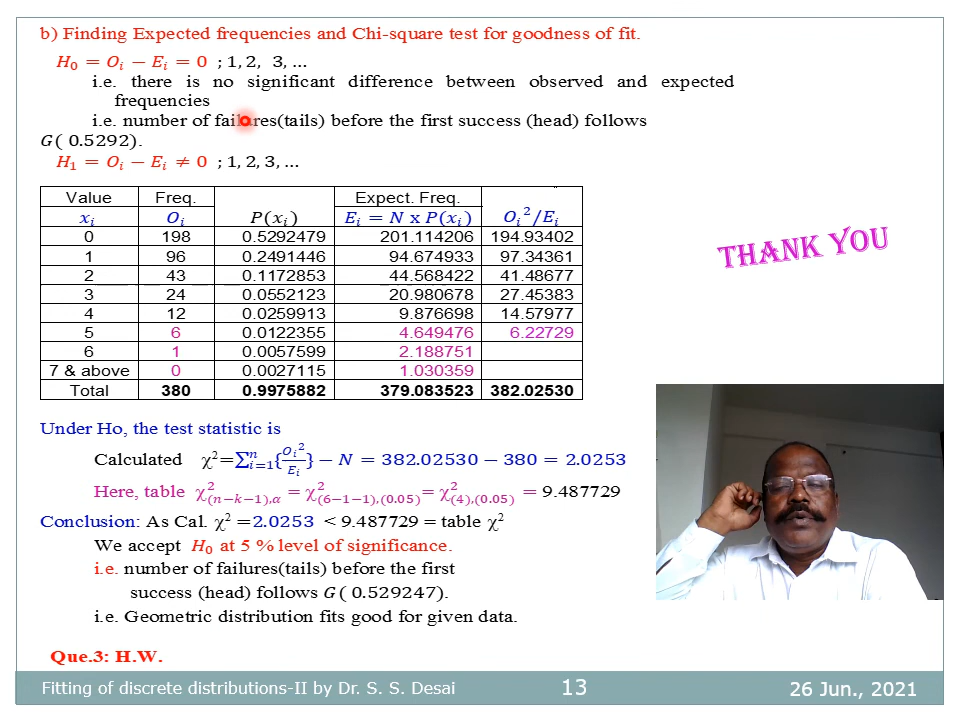 b) Finding Expected frequencies and Chi-square test for goodness of fit.
H₀ = Oᵢ − Eᵢ = 0 ; 1, 2, 3, …
i.e. there is no significant difference between observed and expected
frequencies
i.e. number of failures(tails) before the first success (head) follows
G( 0.5292).
H₁ = Oᵢ − Eᵢ ≠ 0 ; 1, 2, 3, …
Value Freq. Expect. Freq.
xᵢ Oᵢ P(xᵢ) Eᵢ = N x P(xᵢ) Oᵢ²/Eᵢ
0 198 0.5292479 201.114206 194.93402
1 96 0.2491446 94.674933 97.34361
2 43 0.1172853 44.568422 41.48677
3 24 0.0552123 20.980678 27.45383
4 12 0.0259913 9.876698 14.57977
5 6 0.0122355 4.649476 6.22729
6 1 0.0057599 2.188751
7 & above 0 0.0027115 1.030359
Total 380 0.9975882 379.083523 382.02530
THANK YOU
Under Ho, the test statistic is
Calculated χ²=∑ⁿᵢ₌₁{Oᵢ²/Eᵢ} − N = 382.02530 − 380 = 2.0253
Here, table χ²₍ₙ₋ₖ₋₁₎,α = χ²₍₆₋₁₋₁₎,₍₀.₀₅₎= χ²₍₄₎,₍₀.₀₅₎ = 9.487729
Conclusion: As Cal. χ² =2.0253 < 9.487729 = table χ²
We accept H₀ at 5 % level of significance.
i.e. number of failures(tails) before the first
success (head) follows G( 0.529247).
i.e. Geometric distribution fits good for given data.
Que.3: H.W.
Fitting of discrete distributions-II by Dr. S. S. Desai 13 26 Jun., 2021